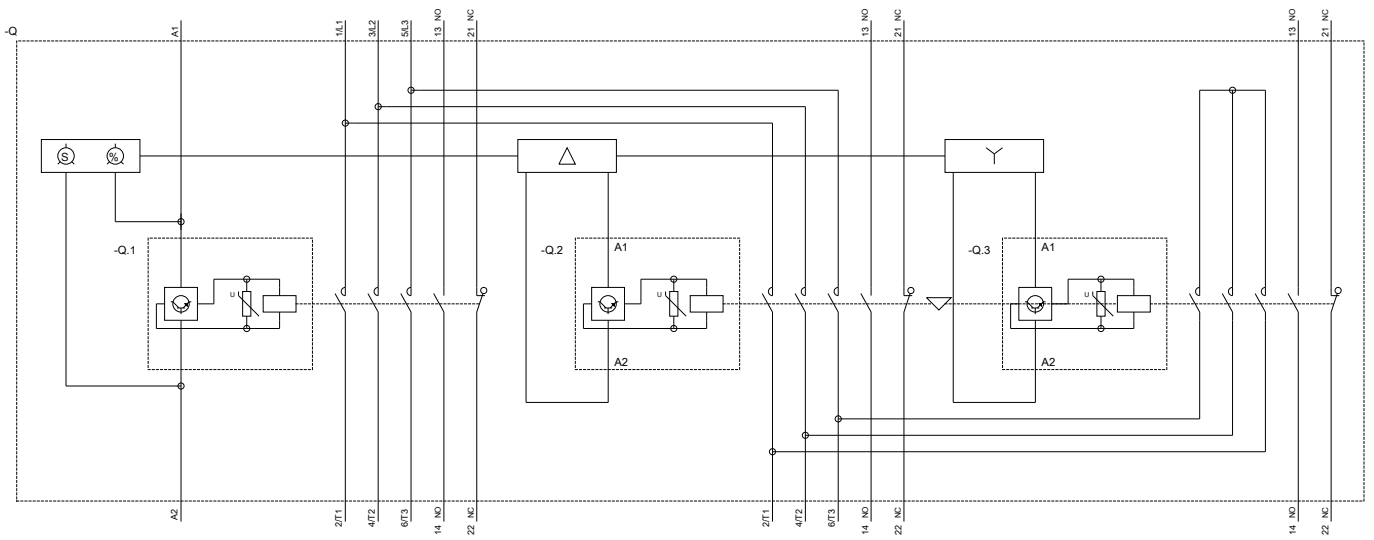 -Q
A1
1/L1
3/L2
5/L3
13 NO
21 NC
13 NO
21 NC
13 NO
21 NC
S
%
-Q.1
U
-Q.2
A1
U
A2
-Q.3
A1
U
A2
A2
2/T1
4/T2
6/T3
14 NO
22 NC
2/T1
4/T2
6/T3
14 NO
22 NC
14 NO
22 NC